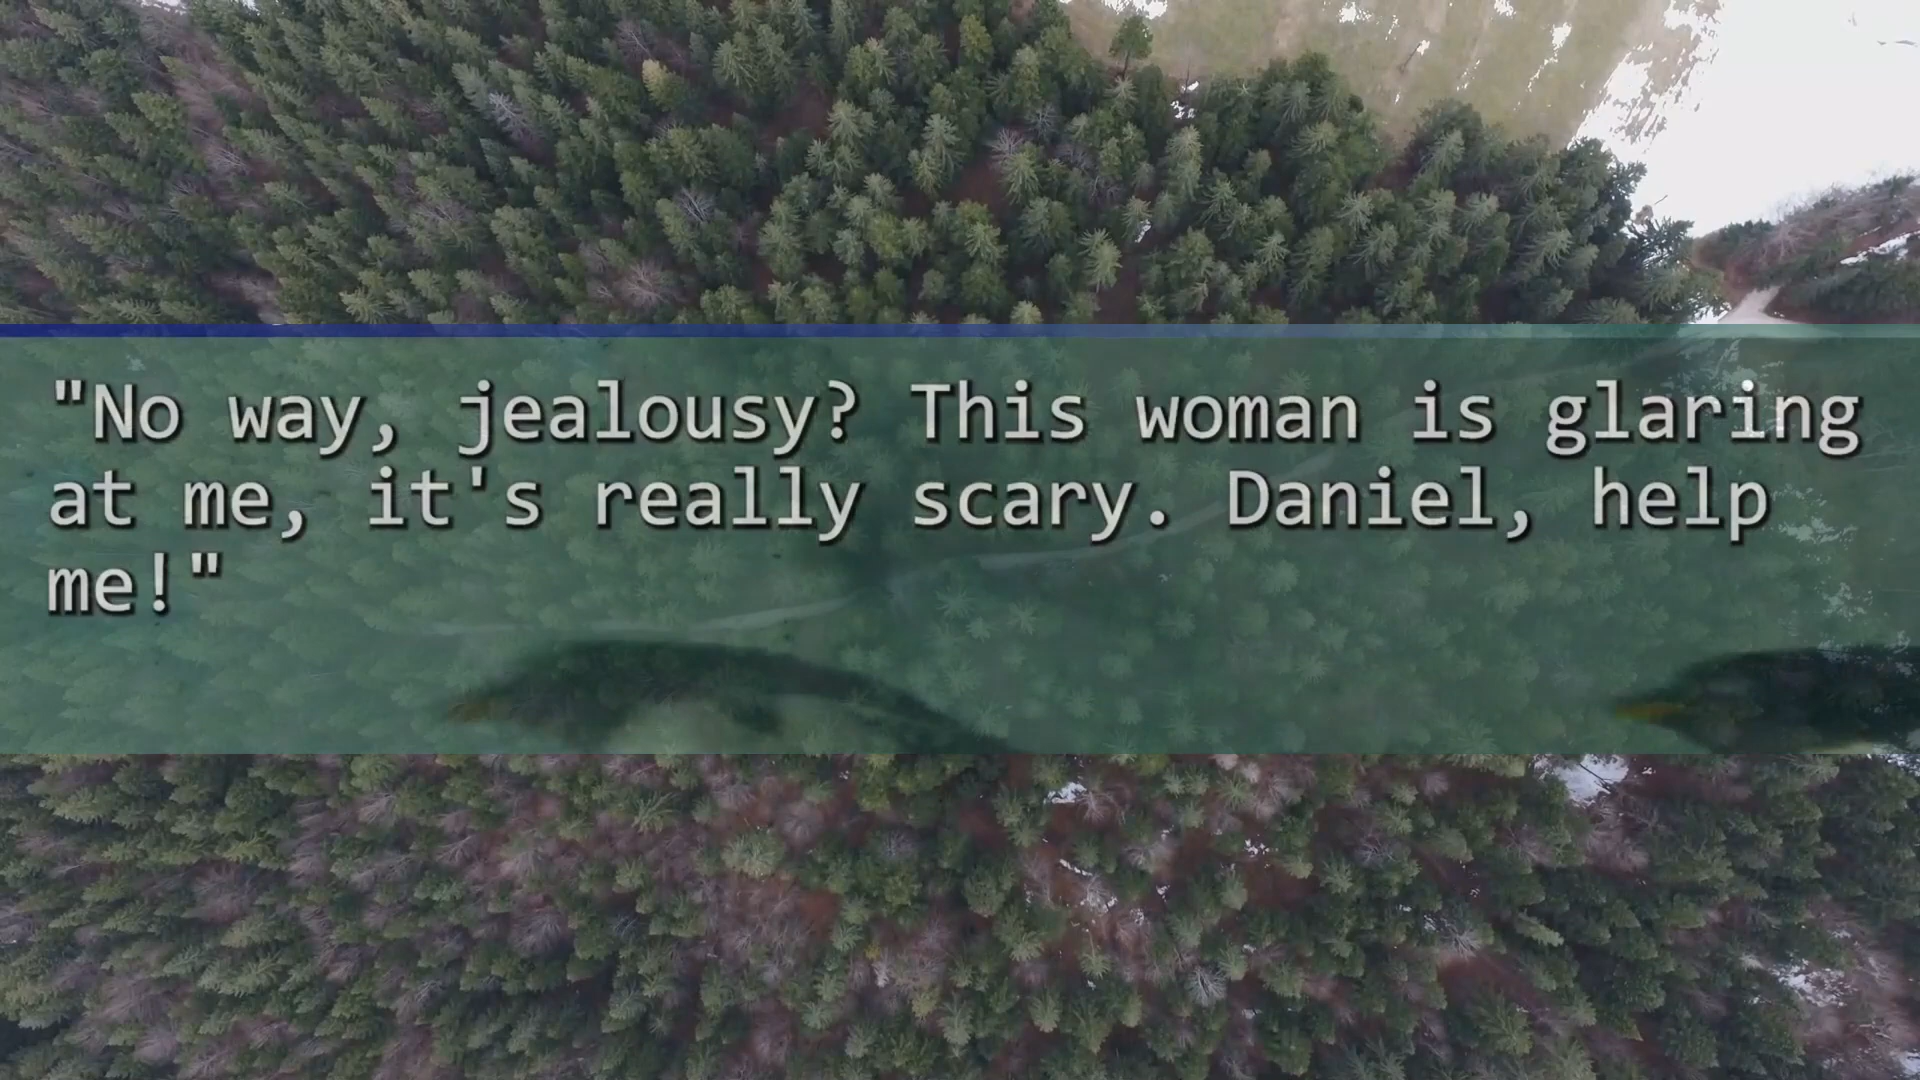 "No way, jealousy? This woman is glaring
at me, it's really scary. Daniel, help
me!"